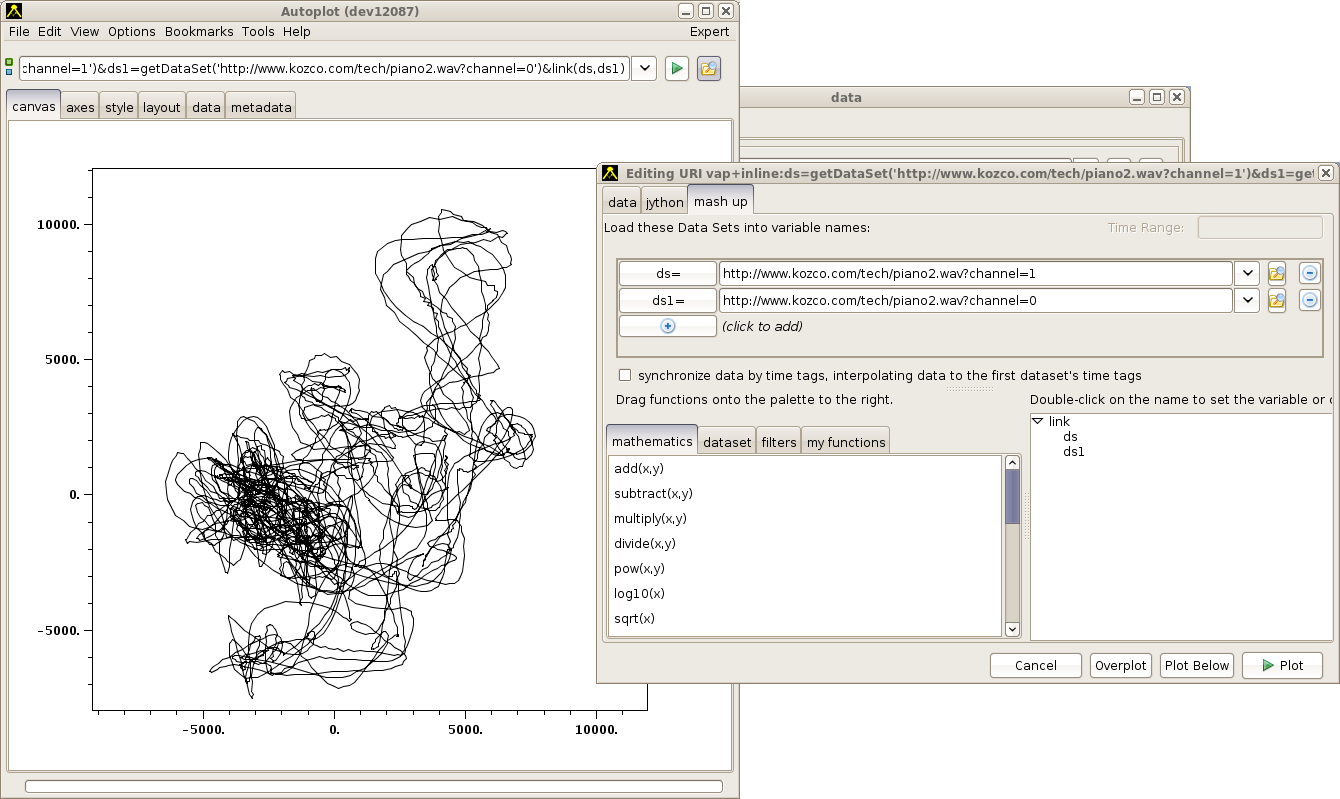 Autoplot (dev12087)
File Edit View Options Bookmarks Tools Help Expert
channel=1')&ds1=getDataSet('http://www.kozco.com/tech/piano2.wav?channel=0')&link(ds,ds1)
canvas axes style layout data metadata
10000.
5000.
0.
-5000.
-5000. 0. 5000. 10000.
data
Editing URI vap+inline:ds=getDataSet('http://www.kozco.com/tech/piano2.wav?channel=1')&ds1=get
data jython mash up
Load these Data Sets into variable names: Time Range:
ds= http://www.kozco.com/tech/piano2.wav?channel=1
ds1= http://www.kozco.com/tech/piano2.wav?channel=0
(click to add)
synchronize data by time tags, interpolating data to the first dataset's time tags
Drag functions onto the palette to the right.
mathematics dataset filters my functions
add(x,y)
subtract(x,y)
multiply(x,y)
divide(x,y)
pow(x,y)
log10(x)
sqrt(x)
Double-click on the name to set the variable or
link
ds
ds1
Cancel Overplot Plot Below Plot